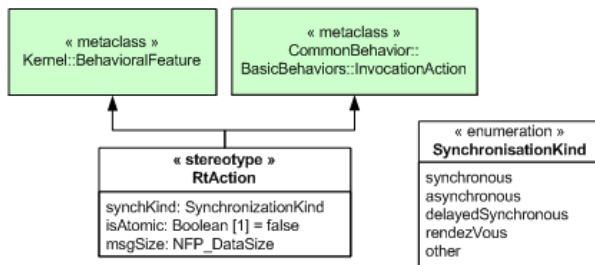 « metaclass »
Kernel::BehavioralFeature
« metaclass »
CommonBehavior::
BasicBehaviors::InvocationAction
« stereotype »
RtAction
synchKind: SynchronizationKind
isAtomic: Boolean [1] = false
msgSize: NFP_DataSize
« enumeration »
SynchronisationKind
synchronous
asynchronous
delayedSynchronous
rendezVous
other